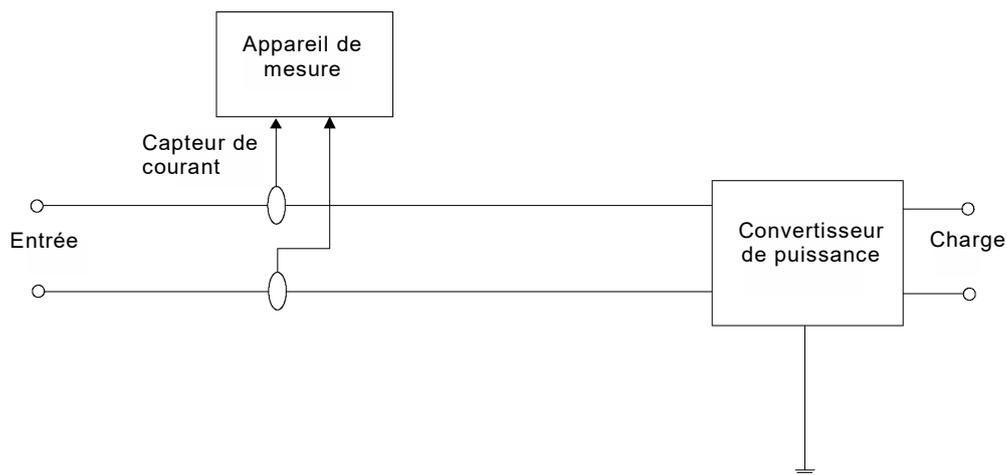 Appareil de
mesure
Capteur de
courant
Entrée
Convertisseur
de puissance
Charge